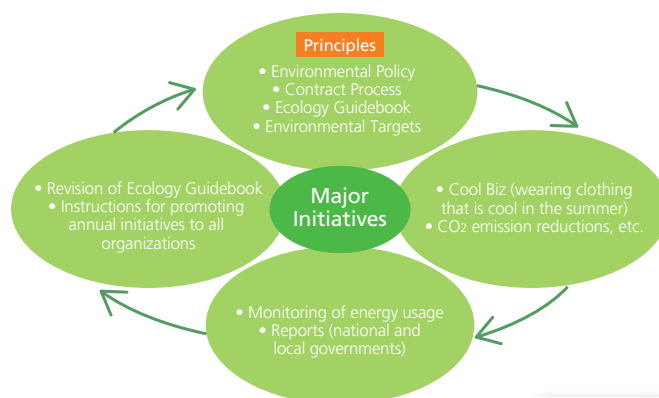 Principles
• Environmental Policy
• Contract Process
• Ecology Guidebook
• Environmental Targets
• Revision of Ecology Guidebook
• Instructions for promoting
annual initiatives to all
organizations
Major
Initiatives
• Cool Biz (wearing clothing
that is cool in the summer)
• CO₂ emission reductions, etc.
• Monitoring of energy usage
• Reports (national and
local governments)